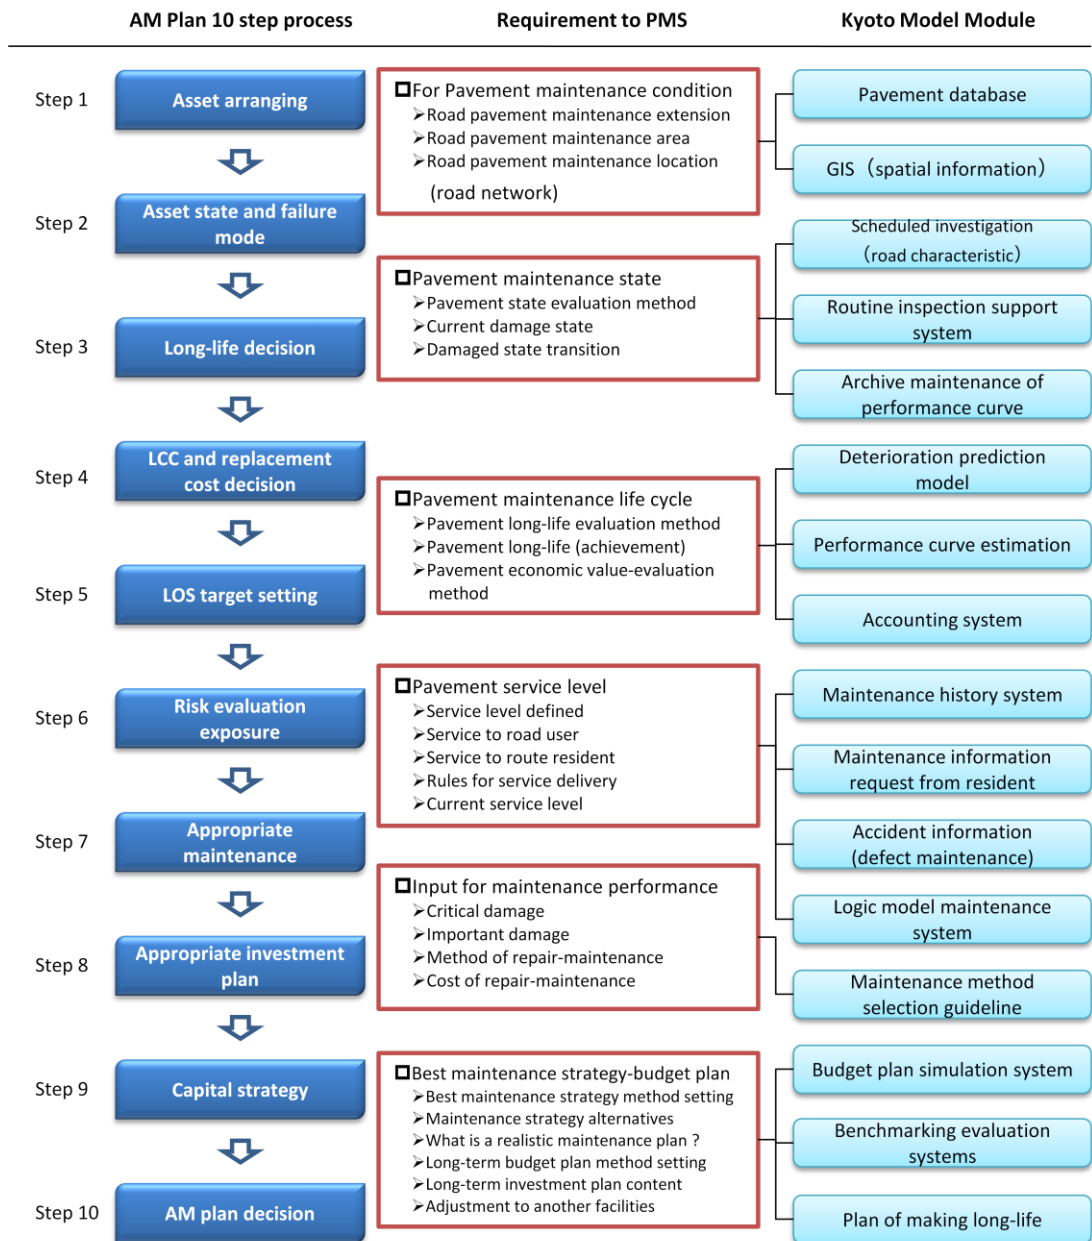 AM Plan 10 step process
Requirement to PMS
Kyoto Model Module
Step 1
Asset arranging
Step 2
Asset state and failure
mode
Step 3
Long-life decision
Step 4
LCC and replacement
cost decision
Step 5
LOS target setting
Step 6
Risk evaluation
exposure
Step 7
Appropriate
maintenance
Step 8
Appropriate investment
plan
Step 9
Capital strategy
Step 10
AM plan decision
❑For Pavement maintenance condition
➢Road pavement maintenance extension
➢Road pavement maintenance area
➢Road pavement maintenance location
(road network)
❑Pavement maintenance state
➢Pavement state evaluation method
➢Current damage state
➢Damaged state transition
❑Pavement maintenance life cycle
➢Pavement long-life evaluation method
➢Pavement long-life (achievement)
➢Pavement economic value-evaluation
method
❑Pavement service level
➢Service level defined
➢Service to road user
➢Service to route resident
➢Rules for service delivery
➢Current service level
❑Input for maintenance performance
➢Critical damage
➢Important damage
➢Method of repair-maintenance
➢Cost of repair-maintenance
❑Best maintenance strategy-budget plan
➢Best maintenance strategy method setting
➢Maintenance strategy alternatives
➢What is a realistic maintenance plan ?
➢Long-term budget plan method setting
➢Long-term investment plan content
➢Adjustment to another facilities
Pavement database
GIS（spatial information）
Scheduled investigation
（road characteristic）
Routine inspection support
system
Archive maintenance of
performance curve
Deterioration prediction
model
Performance curve estimation
Accounting system
Maintenance history system
Maintenance information
request from resident
Accident information
(defect maintenance)
Logic model maintenance
system
Maintenance method
selection guideline
Budget plan simulation system
Benchmarking evaluation
systems
Plan of making long-life